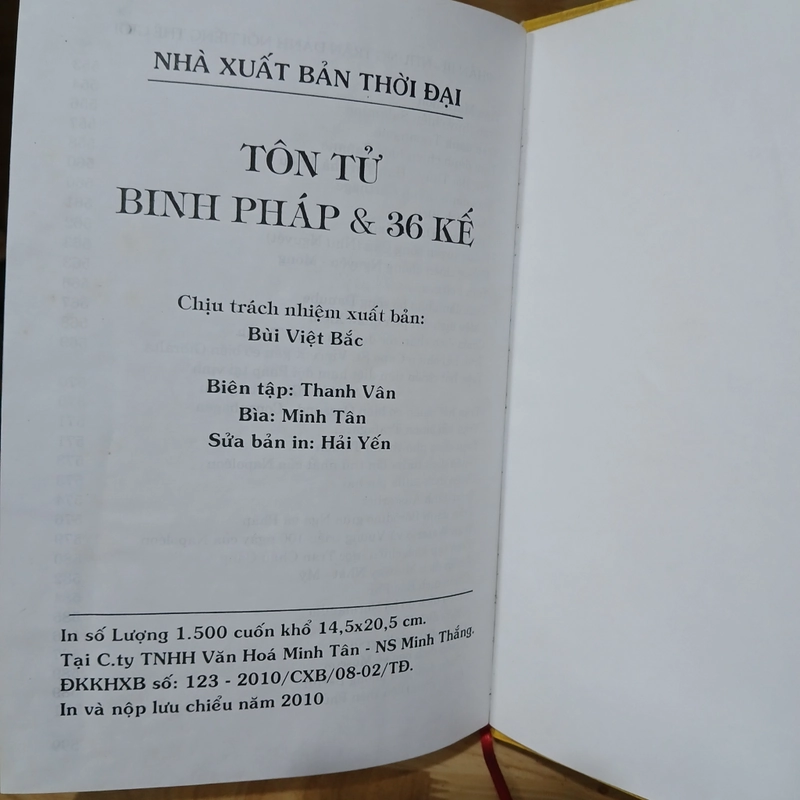 NHÀ XUẤT BẢN THỜI ĐẠI
TÔN TỬ
BINH PHÁP & 36 KẾ
Chịu trách nhiệm xuất bản:
Bùi Việt Bắc
Biên tập: Thanh Vân
Bìa: Minh Tân
Sửa bản in: Hải Yến
In số Lượng 1.500 cuốn khổ 14,5x20,5 cm.
Tại C.ty TNHH Văn Hoá Minh Tân - NS Minh Thắng.
ĐKKHXB số: 123 - 2010/CXB/08-02/TĐ.
In và nộp lưu chiểu năm 2010